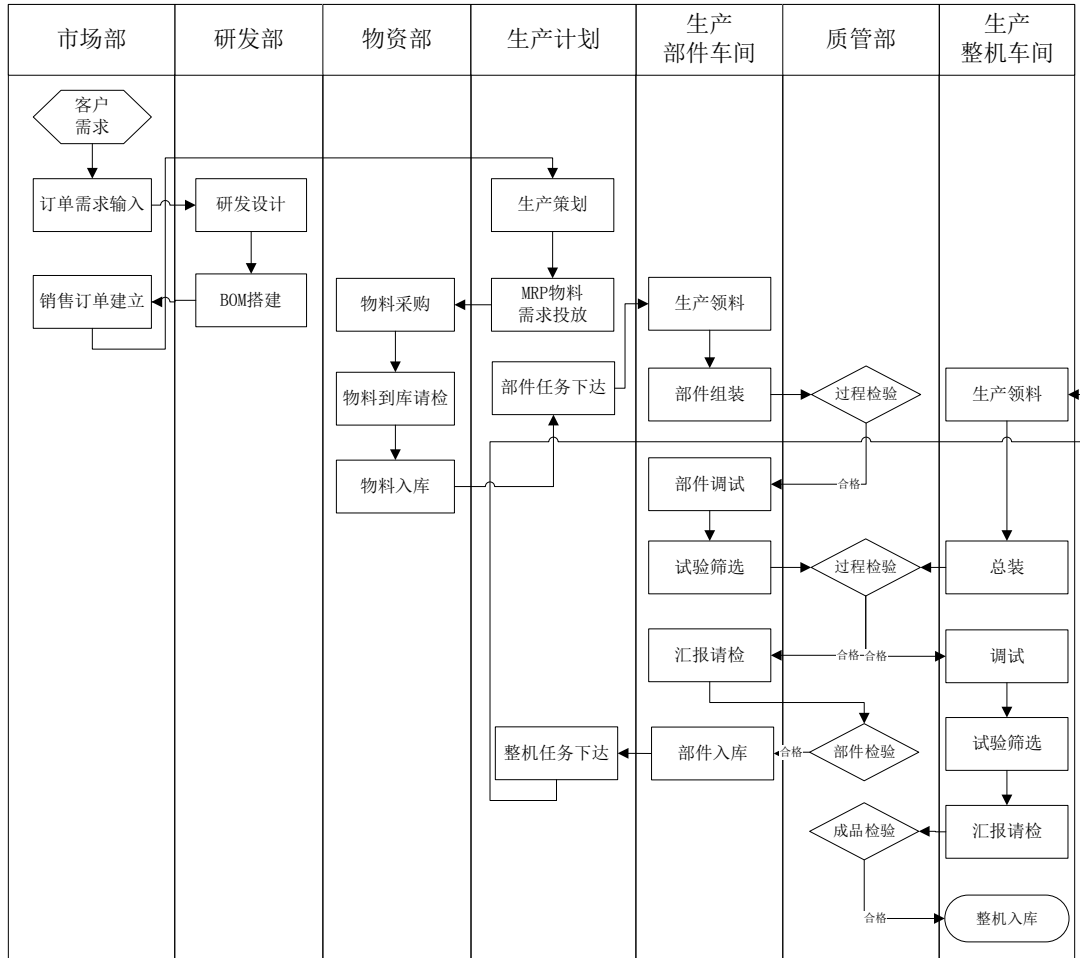 市场部
研发部
物资部
生产计划
生产
部件车间
质管部
生产
整机车间
客户
需求
订单需求输入
研发设计
生产策划
销售订单建立
BOM搭建
物料采购
MRP物料
需求投放
生产领料
物料到库请检
部件任务下达
部件组装
过程检验
生产领料
物料入库
部件调试
合格
试验筛选
过程检验
总装
汇报请检
合格
合格
调试
整机任务下达
部件入库
合格
部件检验
试验筛选
成品检验
汇报请检
合格
整机入库